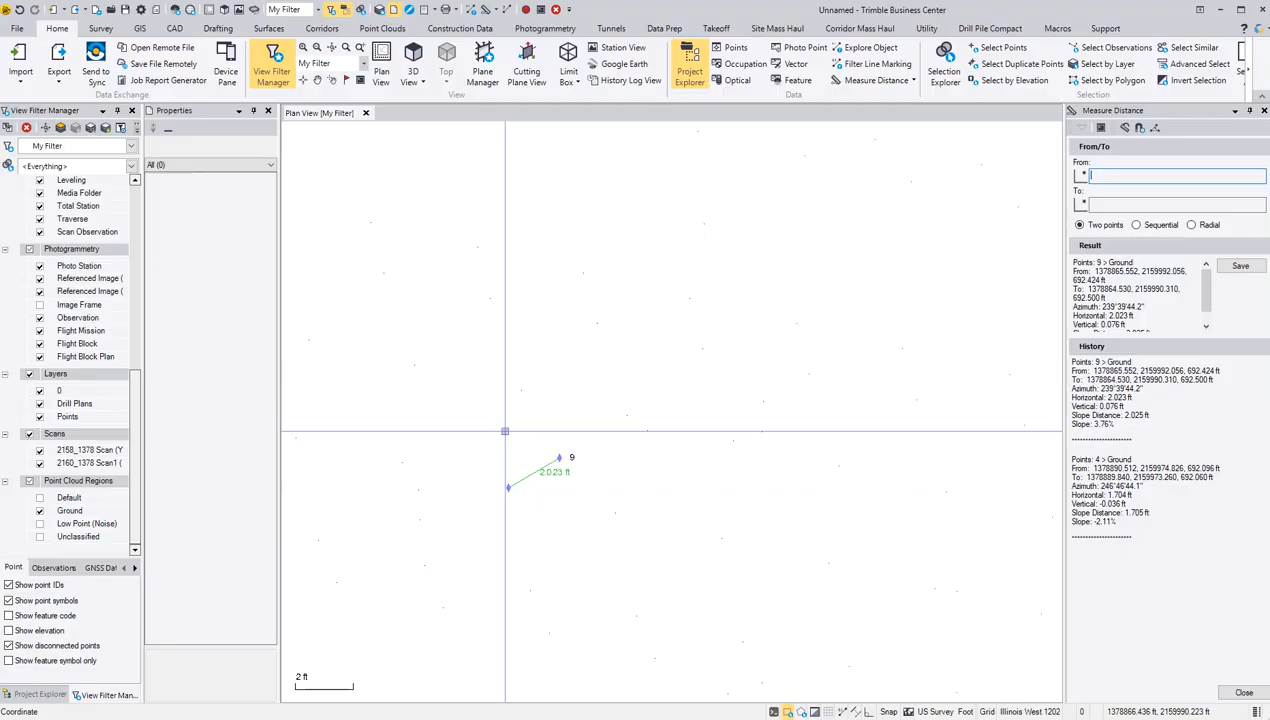 My Filter
Unnamed - Trimble Business Center
File
Home
Survey
GIS
CAD
Drafting
Surfaces
Corridors
Point Clouds
Construction Data
Photogrammetry
Tunnels
Data Prep
Takeoff
Site Mass Haul
Corridor Mass Haul
Utility
Drill Pile Compact
Macros
Support
Import
Export
Send to Sync
Open Remote File
Save File Remotely
Job Report Generator
Data Exchange
Device Pane
View Filter Manager
My Filter
Plan View
3D View
Top
Plane Manager
Cutting Plane View
Limit Box
Station View
Google Earth
History Log View
View
Project Explorer
Points
Occupation
Optical
Photo Point
Vector
Feature
Explore Object
Filter Line Marking
Measure Distance
Data
Selection Explorer
Select Points
Select Duplicate Points
Select by Elevation
Select Observations
Select by Layer
Select by Polygon
Select Similar
Advanced Select
Invert Selection
Selection
Se
View Filter Manager
My Filter
<Everything>
Leveling
Media Folder
Total Station
Traverse
Scan Observation
Photogrammetry
Photo Station
Referenced Image (
Referenced Image (
Image Frame
Observation
Flight Mission
Flight Block
Flight Block Plan
Layers
0
Drill Plans
Points
Scans
2158_1378 Scan (Y
2160_1378 Scan1 (
Point Cloud Regions
Default
Ground
Low Point (Noise)
Unclassified
Point
Observations
GNSS Dat
Show point IDs
Show point symbols
Show feature code
Show elevation
Show disconnected points
Show feature symbol only
Project Explorer
View Filter Man...
Coordinate
Properties
All (0)
Plan View [My Filter]
9
2.023 ft
2 ft
Measure Distance
From/To
From:
To:
Two points
Sequential
Radial
Result
Points: 9 > Ground
From: 1378865.552, 2159992.056,
692.424 ft
To: 1378864.530, 2159990.310,
692.500 ft
Azimuth: 239°39'44.2"
Horizontal: 2.023 ft
Vertical: 0.076 ft
Save
History
Points: 9 > Ground
From: 1378865.552, 2159992.056, 692.424 ft
To: 1378864.530, 2159990.310, 692.500 ft
Azimuth: 239°39'44.2"
Horizontal: 2.023 ft
Vertical: 0.076 ft
Slope Distance: 2.025 ft
Slope: 3.76%
Points: 4 > Ground
From: 1378890.512, 2159974.826, 692.096 ft
To: 1378889.840, 2159973.260, 692.060 ft
Azimuth: 246°46'44.1"
Horizontal: 1.704 ft
Vertical: -0.036 ft
Slope Distance: 1.705 ft
Slope: -2.11%
Close
Snap
US Survey Foot
Grid
Illinois West 1202
0
1378866.436 ft, 2159990.223 ft